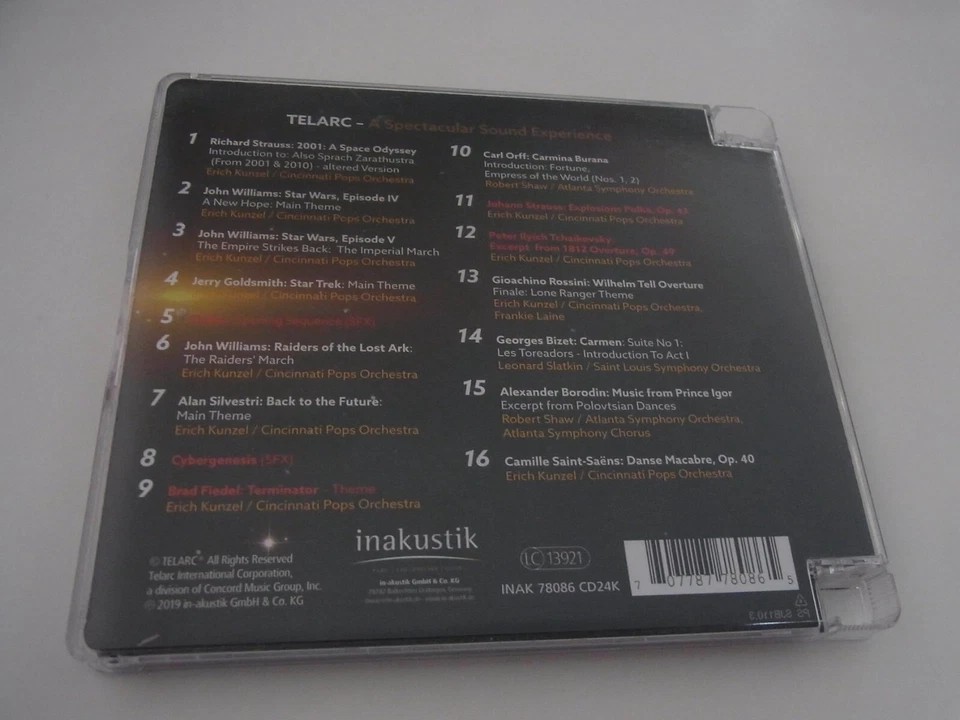 TELARC – A Spectacular Sound Experience
1 Richard Strauss: 2001: A Space Odyssey
Introduction to: Also Sprach Zarathustra
(From 2001 & 2010) - altered Version
Erich Kunzel / Cincinnati Pops Orchestra
2 John Williams: Star Wars, Episode IV
A New Hope: Main Theme
Erich Kunzel / Cincinnati Pops Orchestra
3 John Williams: Star Wars, Episode V
The Empire Strikes Back: The Imperial March
Erich Kunzel / Cincinnati Pops Orchestra
4 Jerry Goldsmith: Star Trek: Main Theme
Kunzel / Cincinnati Pops Orchestra
5 Sequence (SFX)
6 John Williams: Raiders of the Lost Ark:
The Raiders' March
Erich Kunzel / Cincinnati Pops Orchestra
7 Alan Silvestri: Back to the Future:
Main Theme
Erich Kunzel / Cincinnati Pops Orchestra
8 Cybergenesis (SFX)
9 Brad Fiedel: Terminator - Theme
Erich Kunzel / Cincinnati Pops Orchestra
10 Carl Orff: Carmina Burana
Introduction: Fortune,
Empress of the World (Nos. 1, 2)
Robert Shaw / Atlanta Symphony Orchestra
11 Johann Strauss: Explosions Polka, Op. 43
Erich Kunzel / Cincinnati Pops Orchestra
12 Peter Ilyich Tchaikovsky:
Excerpt from 1812 Overture, Op. 49
Erich Kunzel / Cincinnati Pops Orchestra
13 Gioachino Rossini: Wilhelm Tell Overture
Finale: Lone Ranger Theme
Erich Kunzel / Cincinnati Pops Orchestra,
Frankie Laine
14 Georges Bizet: Carmen: Suite No 1:
Les Toreadors - Introduction To Act I
Leonard Slatkin / Saint Louis Symphony Orchestra
15 Alexander Borodin: Music from Prince Igor
Excerpt from Polovtsian Dances
Robert Shaw / Atlanta Symphony Orchestra,
Atlanta Symphony Chorus
16 Camille Saint-Saëns: Danse Macabre, Op. 40
Erich Kunzel / Cincinnati Pops Orchestra
© TELARC® All Rights Reserved
Telarc International Corporation,
a division of Concord Music Group, Inc.
℗ 2019 in-akustik GmbH & Co. KG
inakustik
in-akustik GmbH & Co. KG
LC 13921
INAK 78086 CD24K
7 07787 78086 5